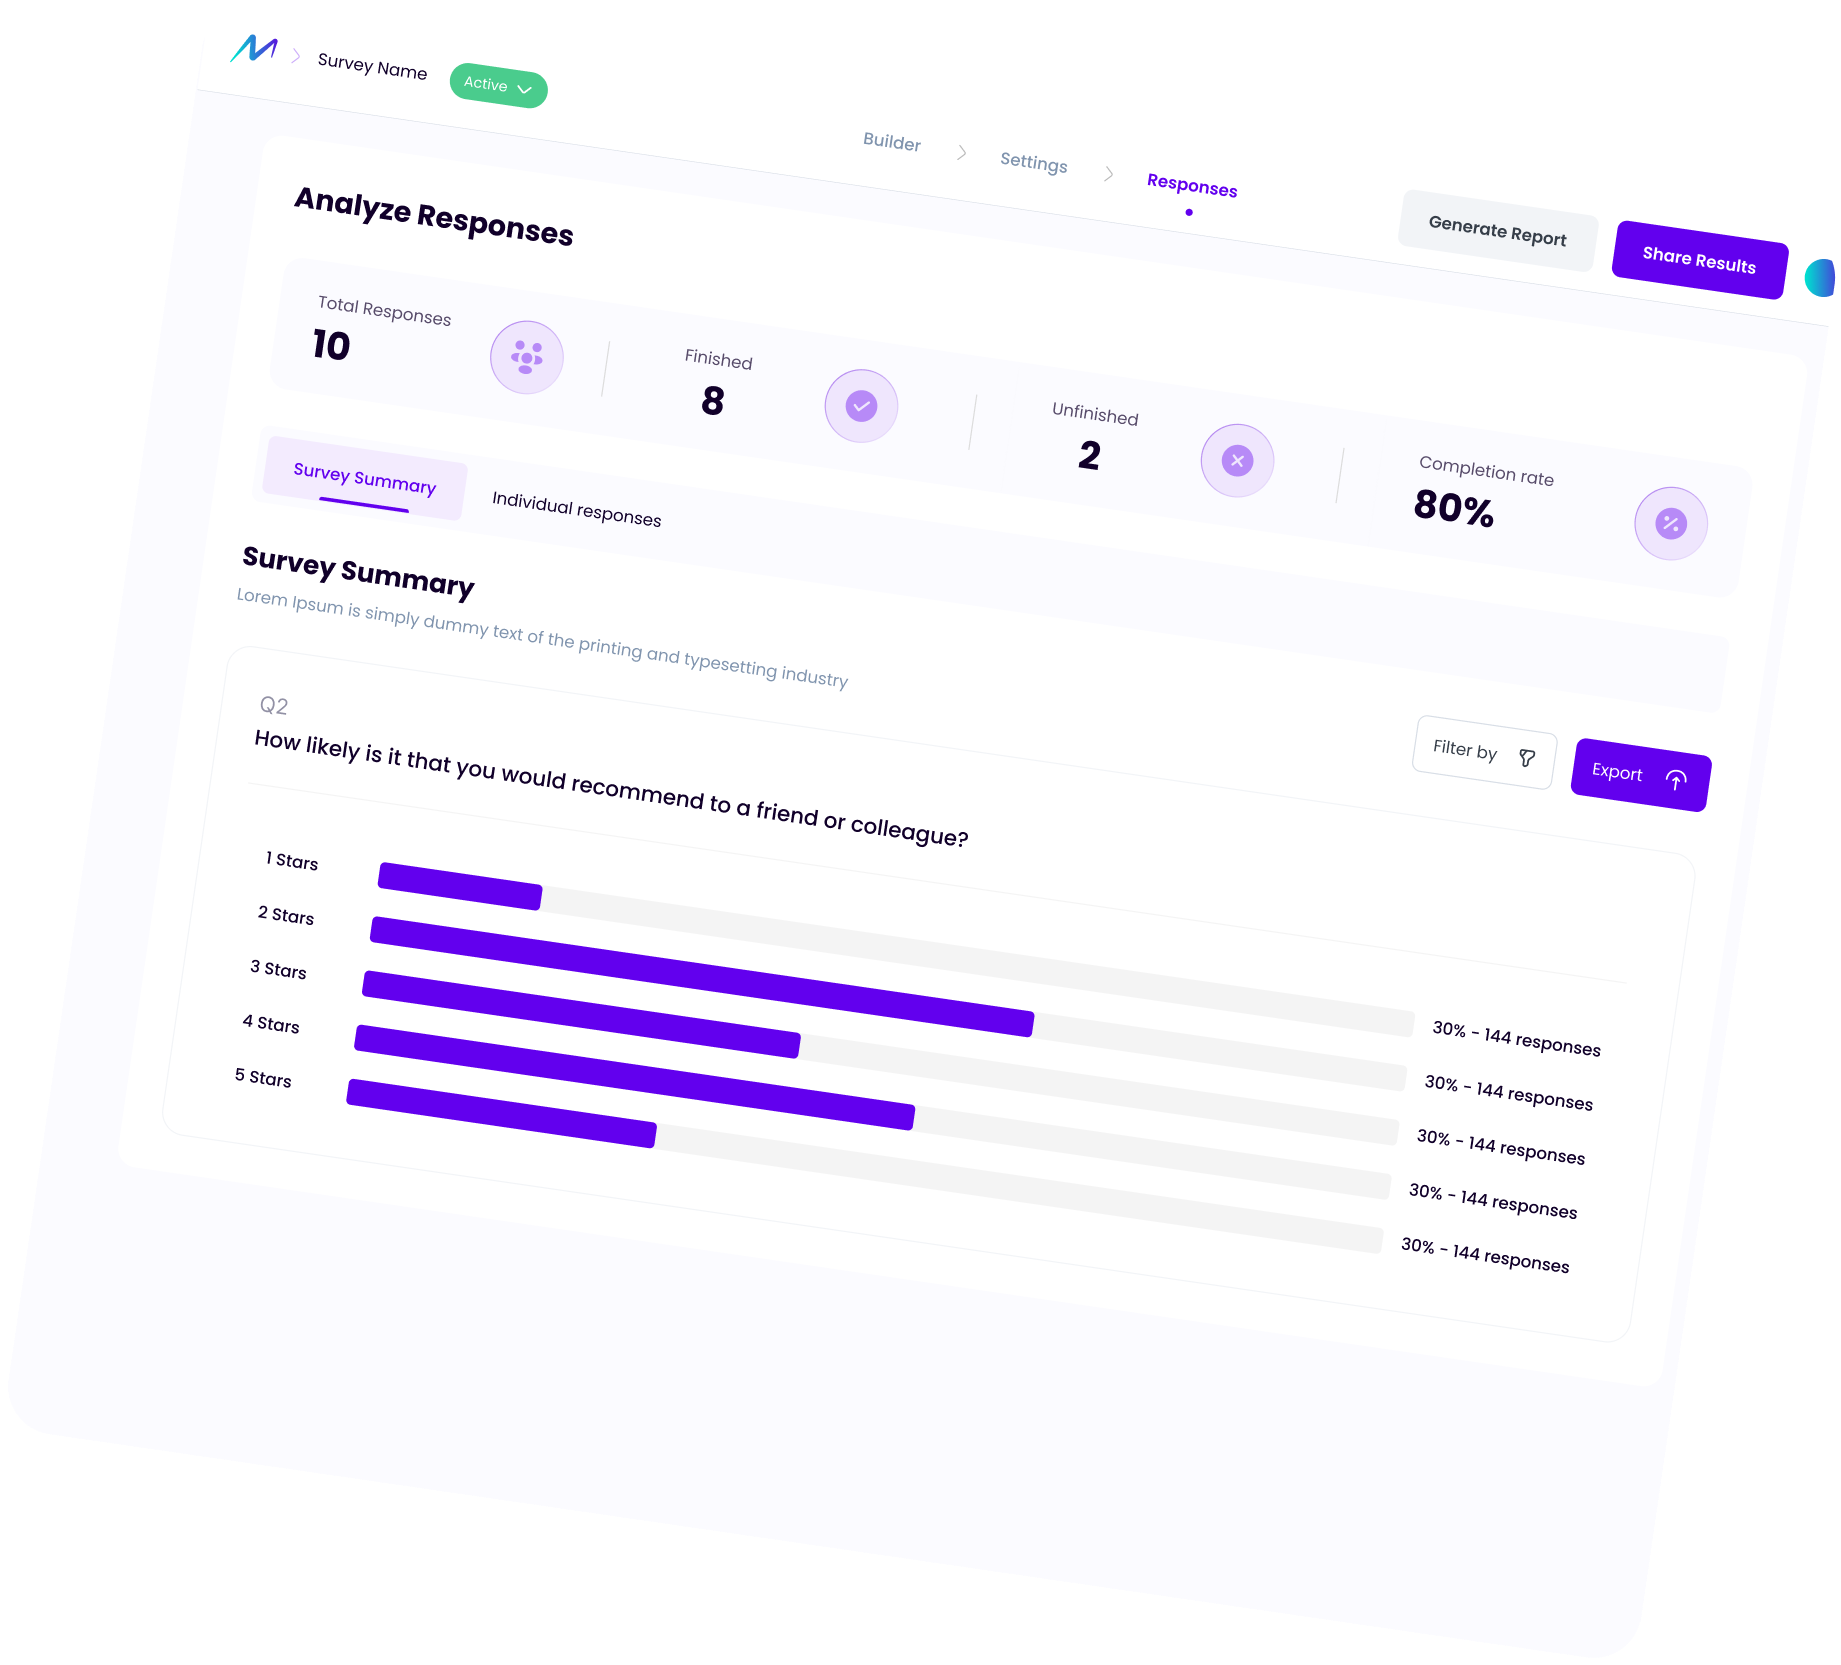 Survey Name
Active
Builder
Settings
Responses
Generate Report
Share Results
Analyze Responses
Total Responses
10
Finished
8
Unfinished
2
Completion rate
80%
Survey Summary
Individual responses
Survey Summary
Lorem Ipsum is simply dummy text of the printing and typesetting industry
Filter by
Export
Q2
How likely is it that you would recommend to a friend or colleague?
1 Stars
30% - 144 responses
2 Stars
30% - 144 responses
3 Stars
30% - 144 responses
4 Stars
30% - 144 responses
5 Stars
30% - 144 responses